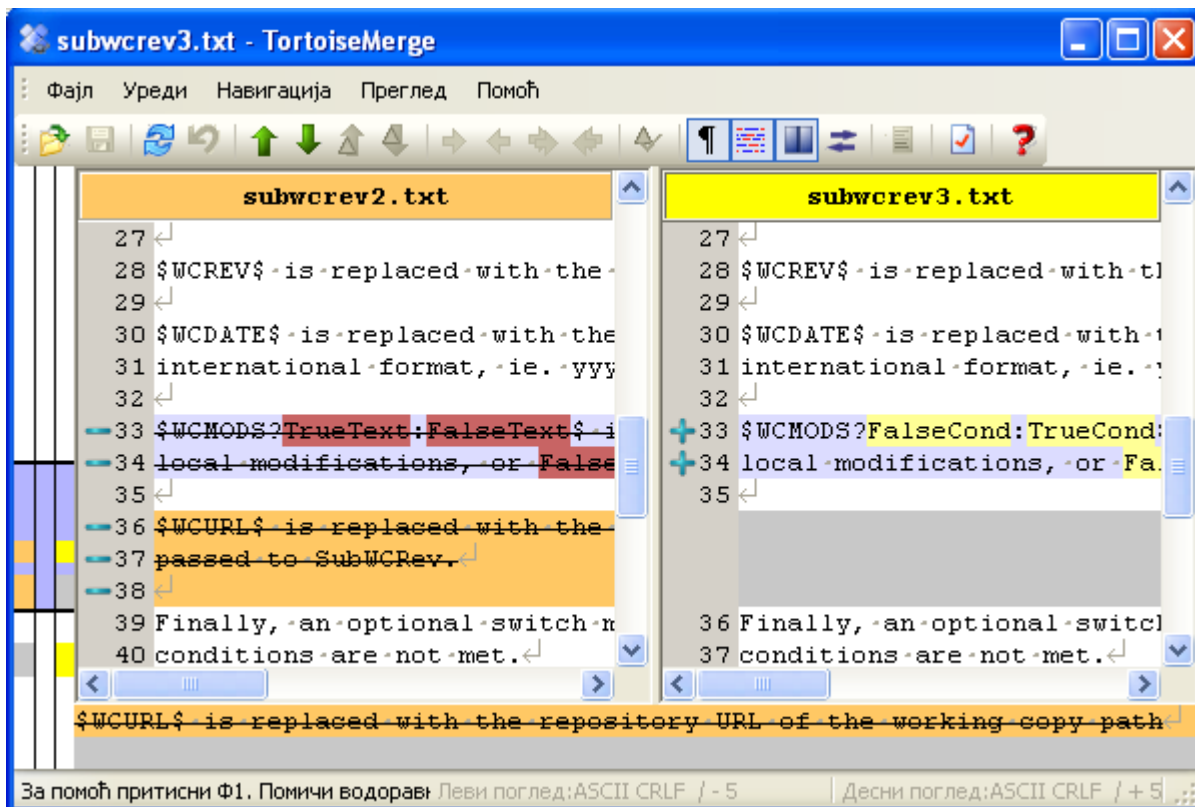 subwcrev3.txt - TortoiseMerge
Фајл Уреди Навигација Преглед Помоћ
subwcrev2.txt
27
28 $WCREV$ is replaced with the
29
30 $WCDATE$ is replaced with the
31 international format, ie. yyy
32
33 $WCMODS?TrueText:FalseText$ i
34 local modifications, or False
35
36 $WCURL$ is replaced with the
37 passed to SubWCRev.
38
39 Finally, an optional switch m
40 conditions are not met.
subwcrev3.txt
27
28 $WCREV$ is replaced with t
29
30 $WCDATE$ is replaced with
31 international format, ie.
32
33 $WCMODS?FalseCond:TrueCond
34 local modifications, or Fa
35
36 Finally, an optional switc
37 conditions are not met.
$WCURL$ is replaced with the repository URL of the working copy path
За помоћ притисни Ф1. Помичи водорав Леви поглед:ASCII CRLF / - 5 Десни поглед:ASCII CRLF / + 5